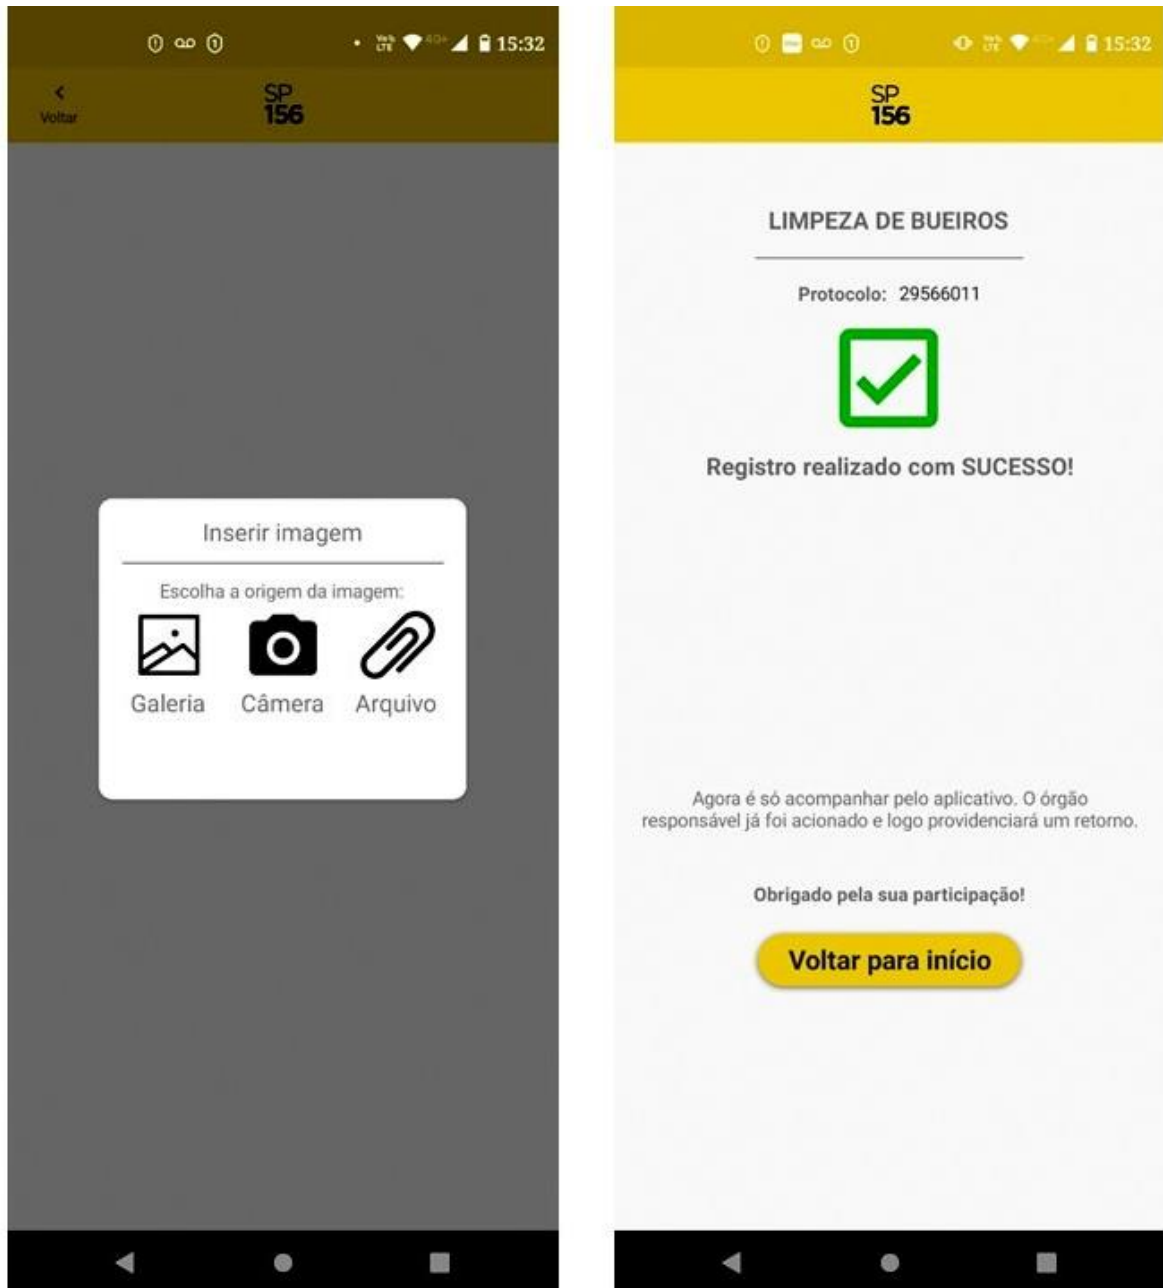 15:32
Voltar
SP
156
Inserir imagem
Escolha a origem da imagem:
Galeria Câmera Arquivo
15:32
SP
156
LIMPEZA DE BUEIROS
Protocolo: 29566011
Registro realizado com SUCESSO!
Agora é só acompanhar pelo aplicativo. O órgão
responsável já foi acionado e logo providenciará um retorno.
Obrigado pela sua participação!
Voltar para início